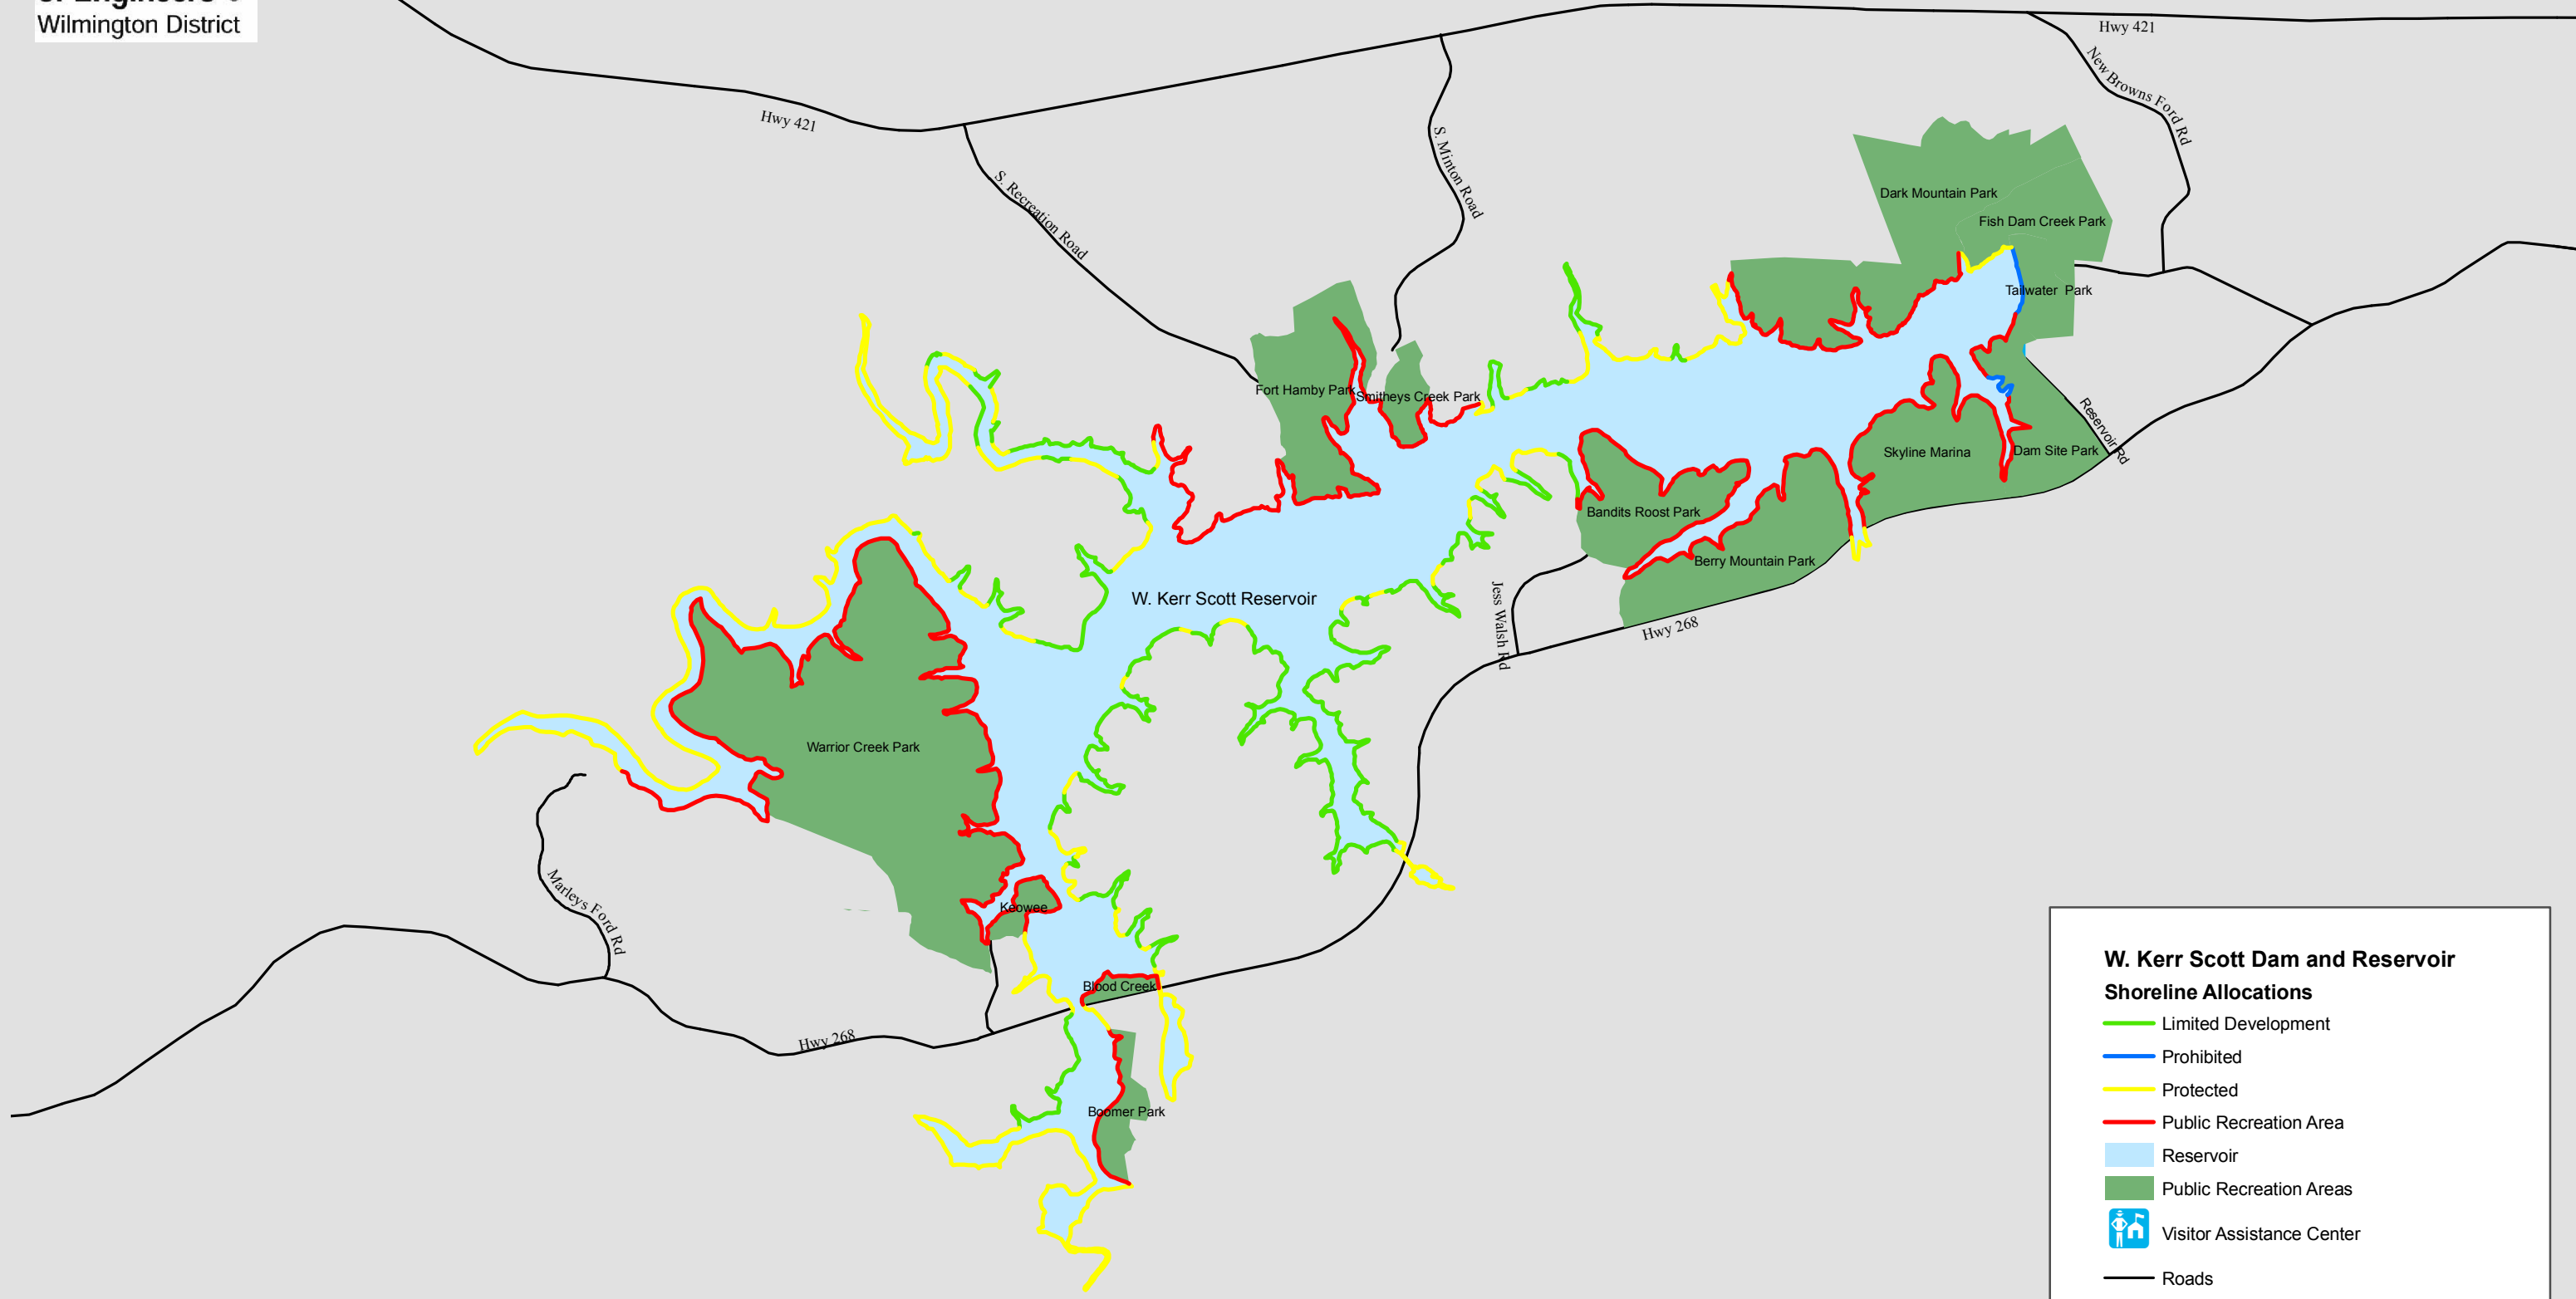 Wilmington District
Hwy 421
Hwy 421
New Browns Ford Rd
S. Minton Road
S. Recreation Road
Dark Mountain Park
Fish Dam Creek Park
Tailwater Park
Fort Hamby Park
Smitheys Creek Park
Reservoir Rd
Skyline Marina
Dam Site Park
Bandits Roost Park
Berry Mountain Park
W. Kerr Scott Reservoir
Jess Walsh Rd
Hwy 268
Warrior Creek Park
Marleys Ford Rd
Keowee
Blood Creek
Hwy 268
Boomer Park
W. Kerr Scott Dam and Reservoir
Shoreline Allocations
Limited Development
Prohibited
Protected
Public Recreation Area
Reservoir
Public Recreation Areas
Visitor Assistance Center
Roads